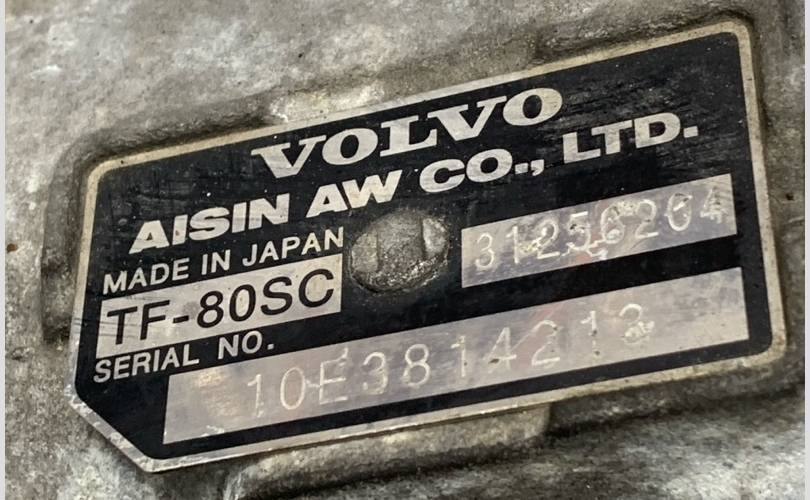 VOLVO
AISIN AW CO., LTD.
MADE IN JAPAN
31256204
TF-80SC
SERIAL NO.
10E3814213